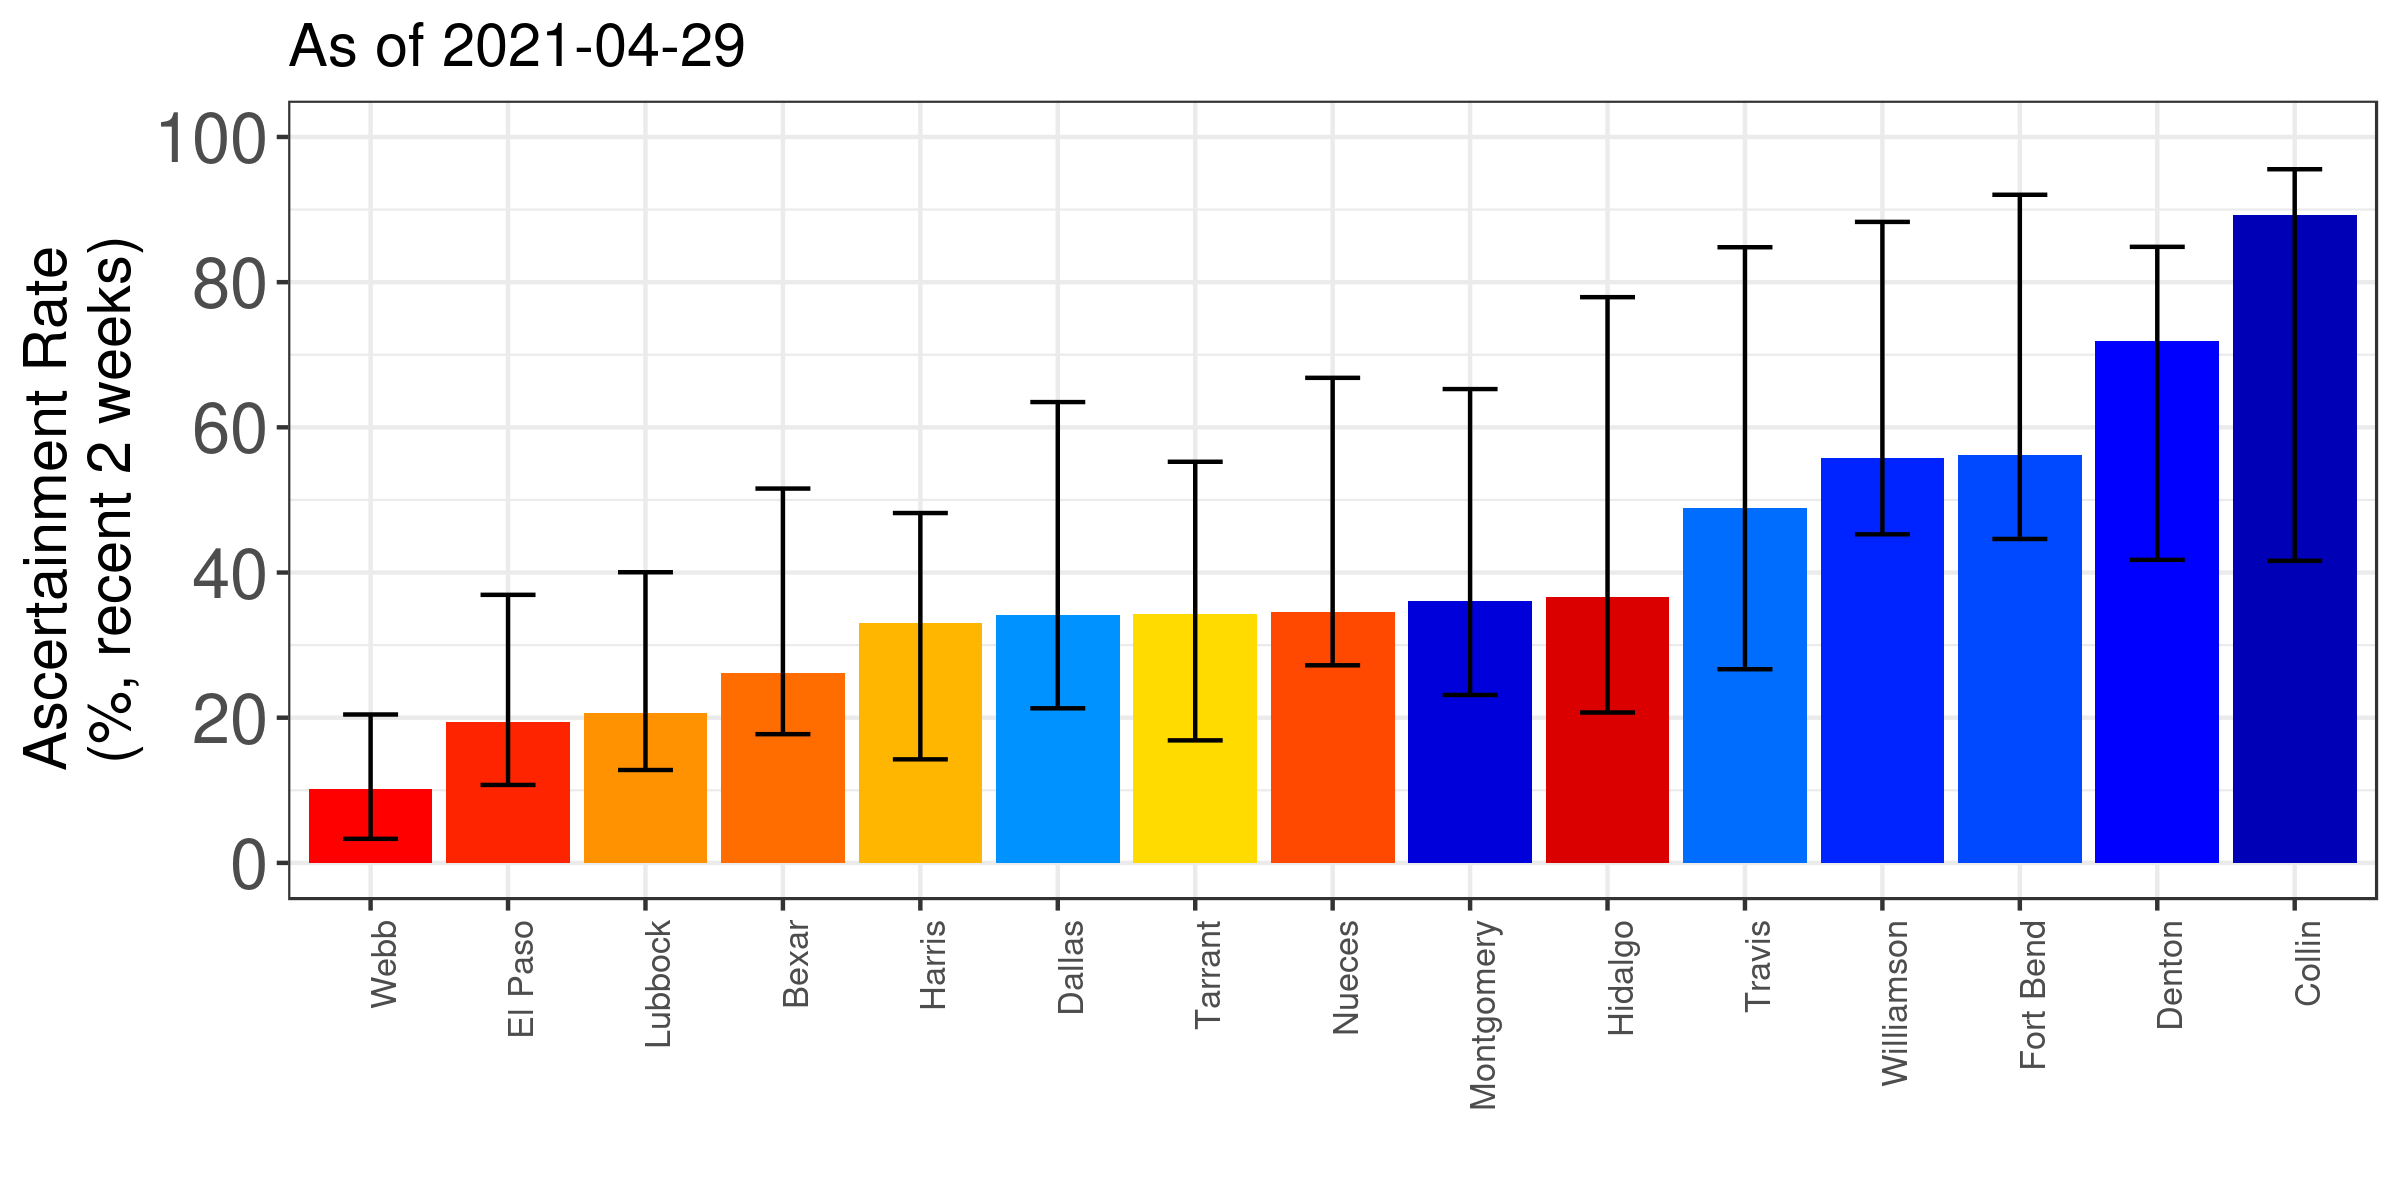 As of 2021-04-29
Ascertainment Rate
(%, recent 2 weeks)
100
80
60
40
20
0
Webb
El Paso
Lubbock
Bexar
Harris
Dallas
Tarrant
Nueces
Montgomery
Hidalgo
Travis
Williamson
Fort Bend
Denton
Collin